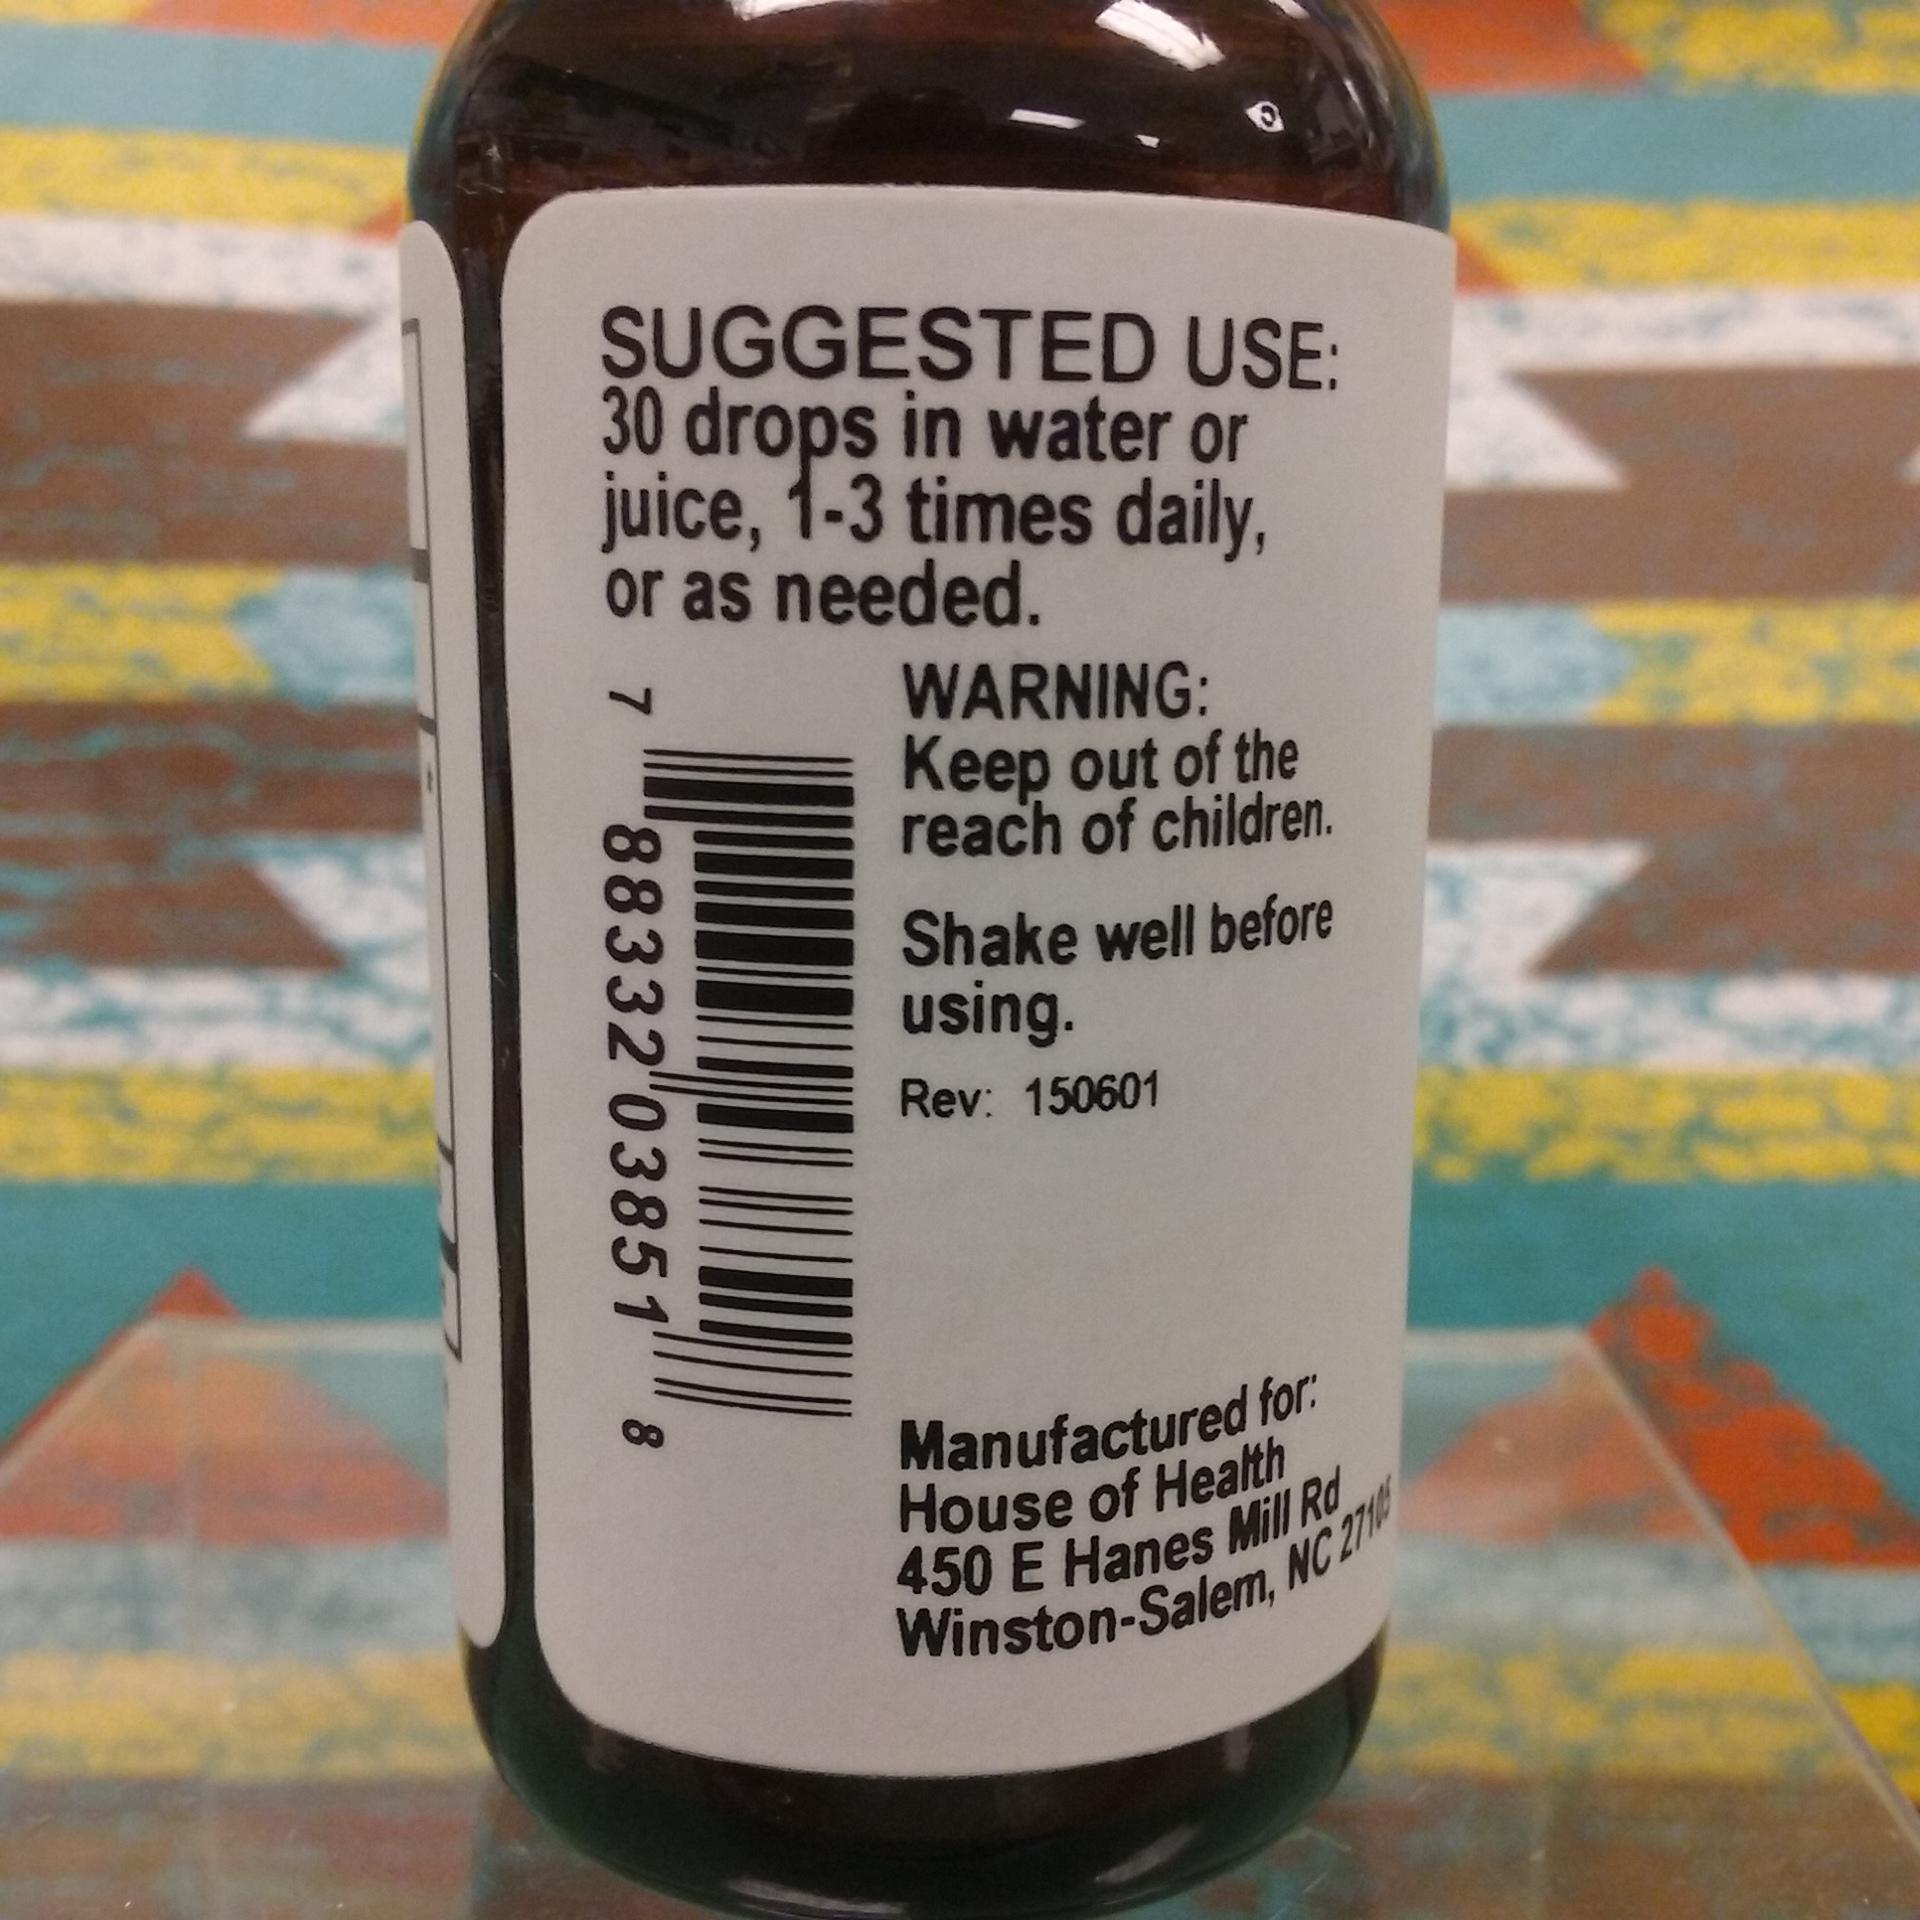 SUGGESTED USE:
30 drops in water or
juice, 1-3 times daily,
or as needed.
WARNING:
Keep out of the
reach of children.
Shake well before
using.
Rev: 150601
7 88332 03851 8
Manufactured for:
House of Health
450 E Hanes Mill Rd
Winston-Salem, NC 27105